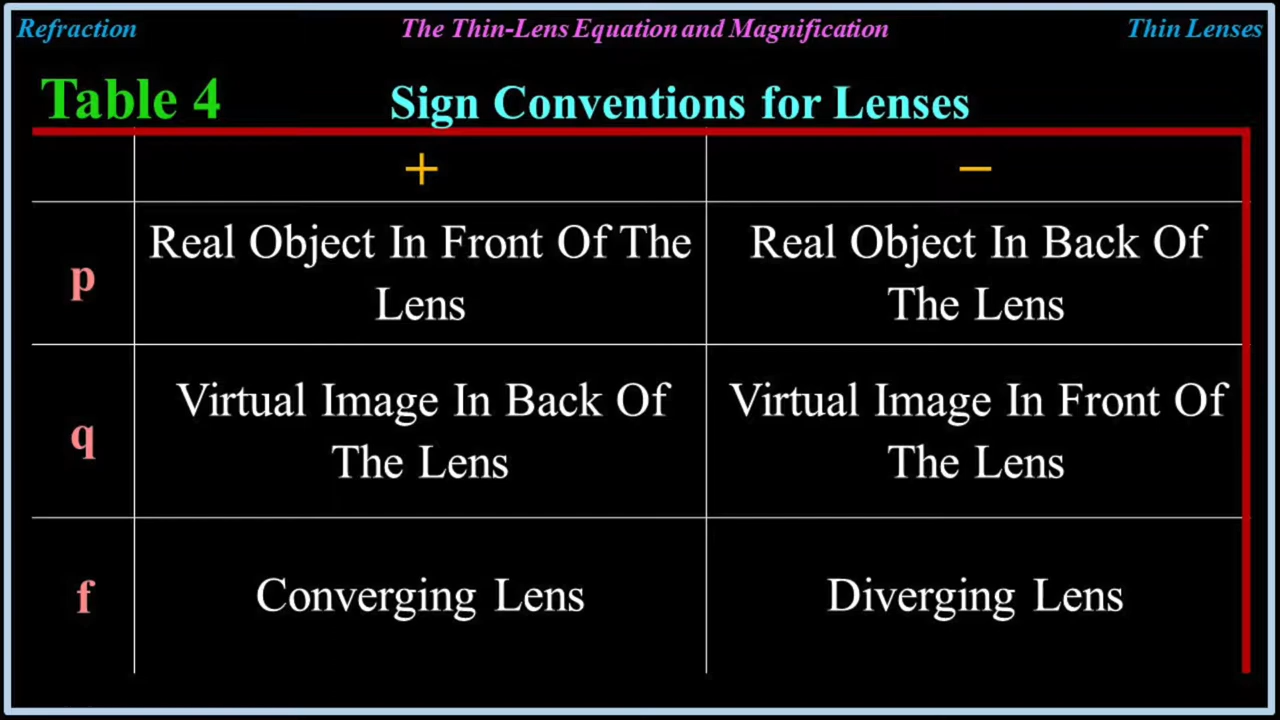 Refraction
The Thin-Lens Equation and Magnification
Thin Lenses
Table 4
Sign Conventions for Lenses
+
−
p
Real Object In Front Of The
Lens
Real Object In Back Of
The Lens
q
Virtual Image In Back Of
The Lens
Virtual Image In Front Of
The Lens
f
Converging Lens
Diverging Lens